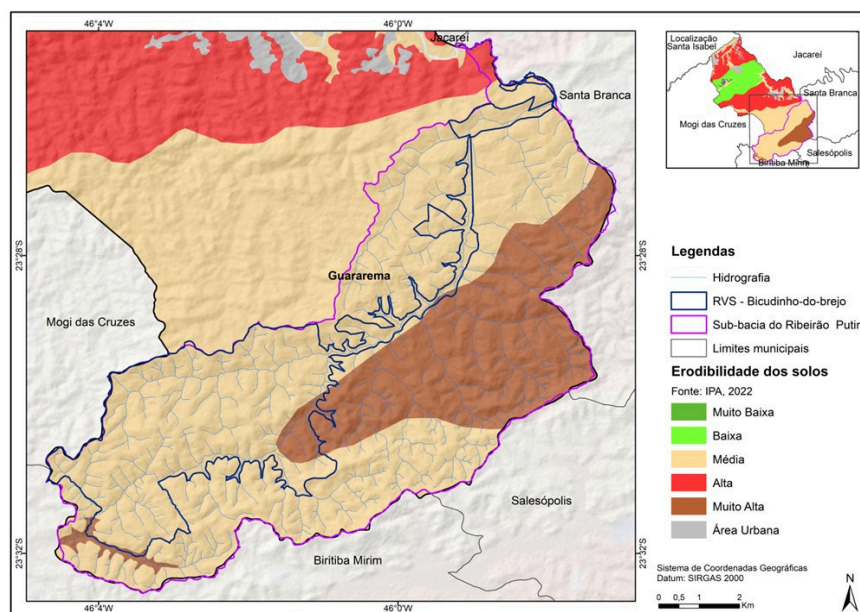 46°4'W
46°0'W
Jacareí
Santa Branca
23°28'S
23°28'S
Guararema
Mogi das Cruzes
Salesópolis
Biritiba Mirim
23°32'S
23°32'S
46°4'W
46°0'W
Localização
Santa Isabel
Jacareí
Santa Branca
Mogi das Cruzes
Salesópolis
Biritiba Mirim
Legendas
Hidrografia
RVS - Bicudinho-do-brejo
Sub-bacia do Ribeirão Putim
Limites municipais
Erodibilidade dos solos
Fonte: IPA, 2022
Muito Baixa
Baixa
Média
Alta
Muito Alta
Área Urbana
Sistema de Coordenadas Geográficas
Datum: SIRGAS 2000
0 0,5 1 2
Km
N